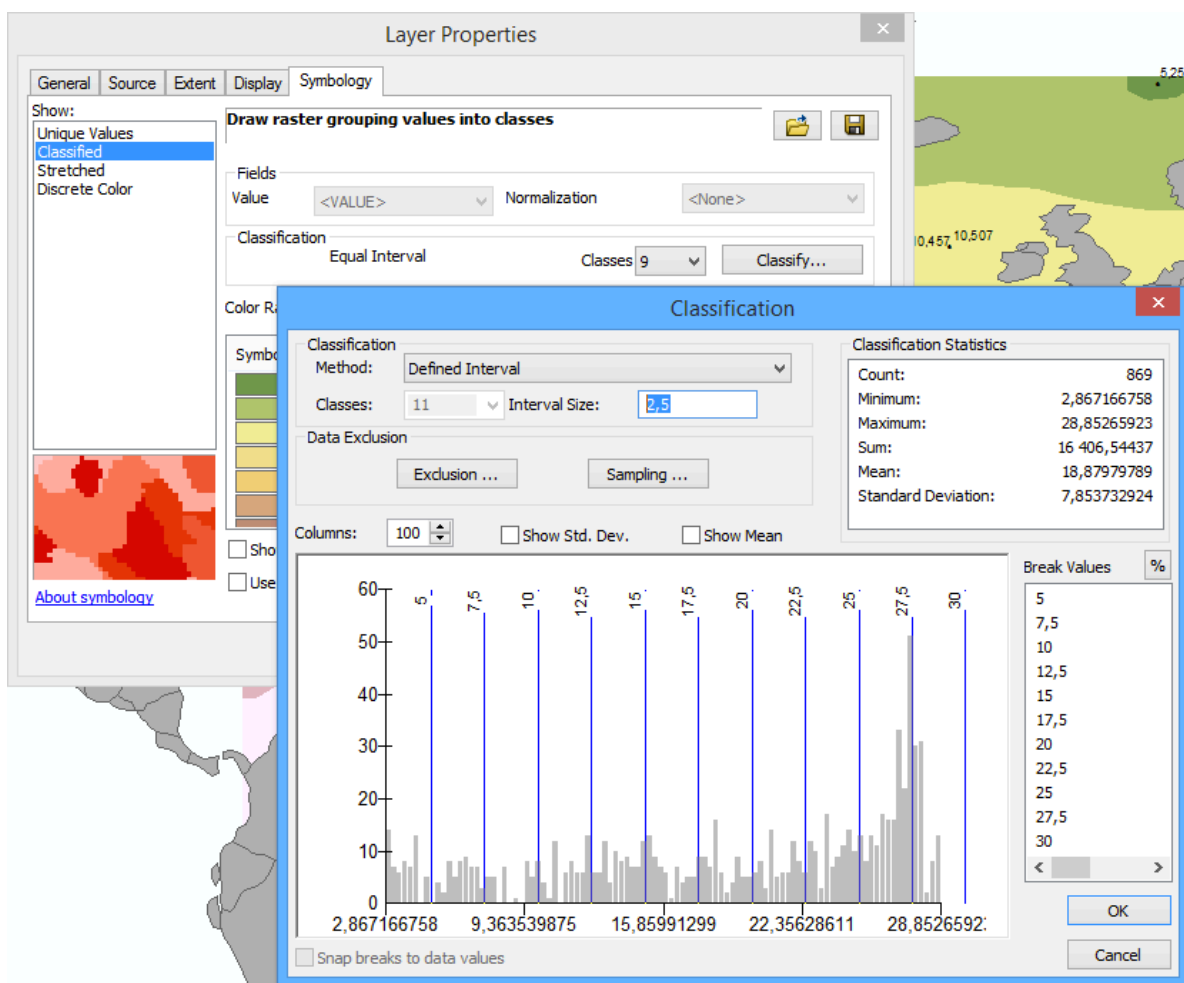 Layer Properties
General Source Extent Display Symbology
Show:
Unique Values
Classified
Stretched
Discrete Color
About symbology
Draw raster grouping values into classes
Fields
Value <VALUE> Normalization <None>
Classification
Equal Interval Classes 9 Classify...
Color Ra
Symbo
Sho
Use
5,25
10,457 10,507
Classification
Classification
Method: Defined Interval
Classes: 11 Interval Size: 2,5
Data Exclusion
Exclusion ... Sampling ...
Classification Statistics
Count: 869
Minimum: 2,867166758
Maximum: 28,85265923
Sum: 16 406,54437
Mean: 18,87979789
Standard Deviation: 7,853732924
Columns: 100 Show Std. Dev. Show Mean
5 7,5 10 12,5 15 17,5 20 22,5 25 27,5 30
60
50
40
30
20
10
0
2,867166758 9,363539875 15,85991299 22,35628611 28,8526592
Break Values %
5
7,5
10
12,5
15
17,5
20
22,5
25
27,5
30
OK
Snap breaks to data values
Cancel